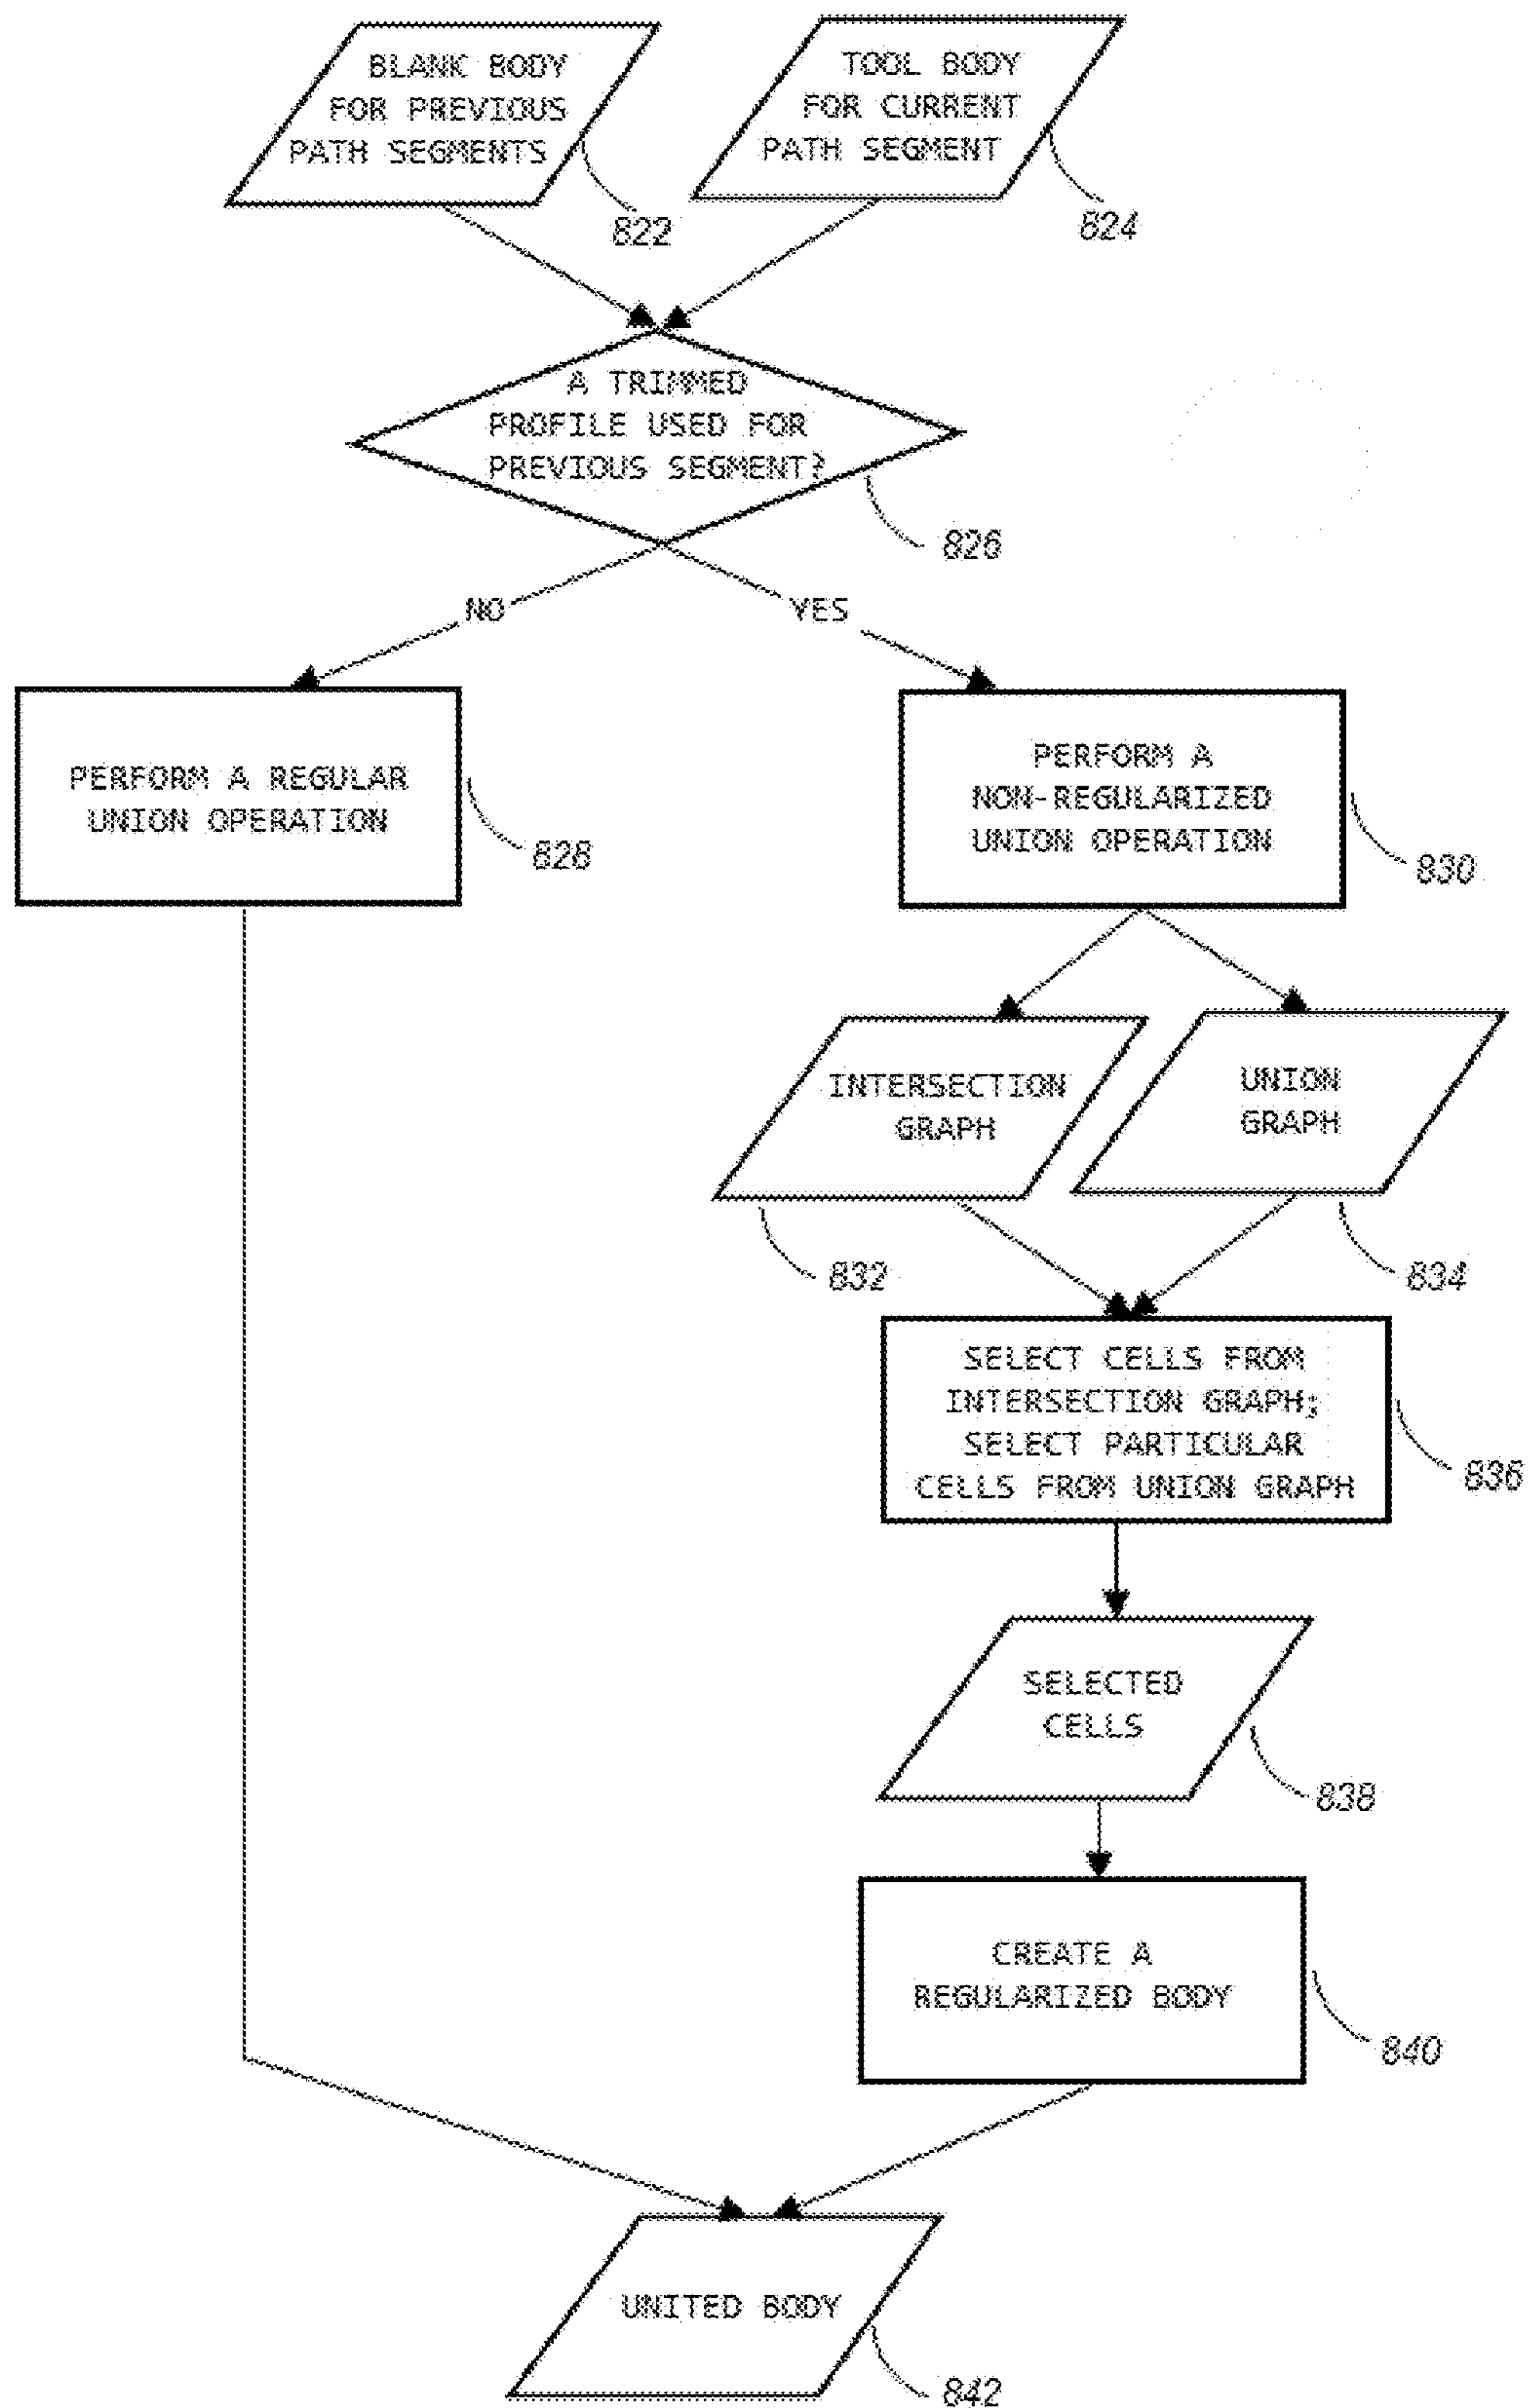 BLANK BODY
FOR PREVIOUS
PATH SEGMENTS
822
TOOL BODY
FOR CURRENT
PATH SEGMENT
824
A TRIMMED
PROFILE USED FOR
PREVIOUS SEGMENT?
826
NO
YES
PERFORM A REGULAR
UNION OPERATION
828
PERFORM A
NON-REGULARIZED
UNION OPERATION
830
INTERSECTION
GRAPH
832
UNION
GRAPH
834
SELECT CELLS FROM
INTERSECTION GRAPH;
SELECT PARTICULAR
CELLS FROM UNION GRAPH
836
SELECTED
CELLS
838
CREATE A
REGULARIZED BODY
840
UNITED BODY
842